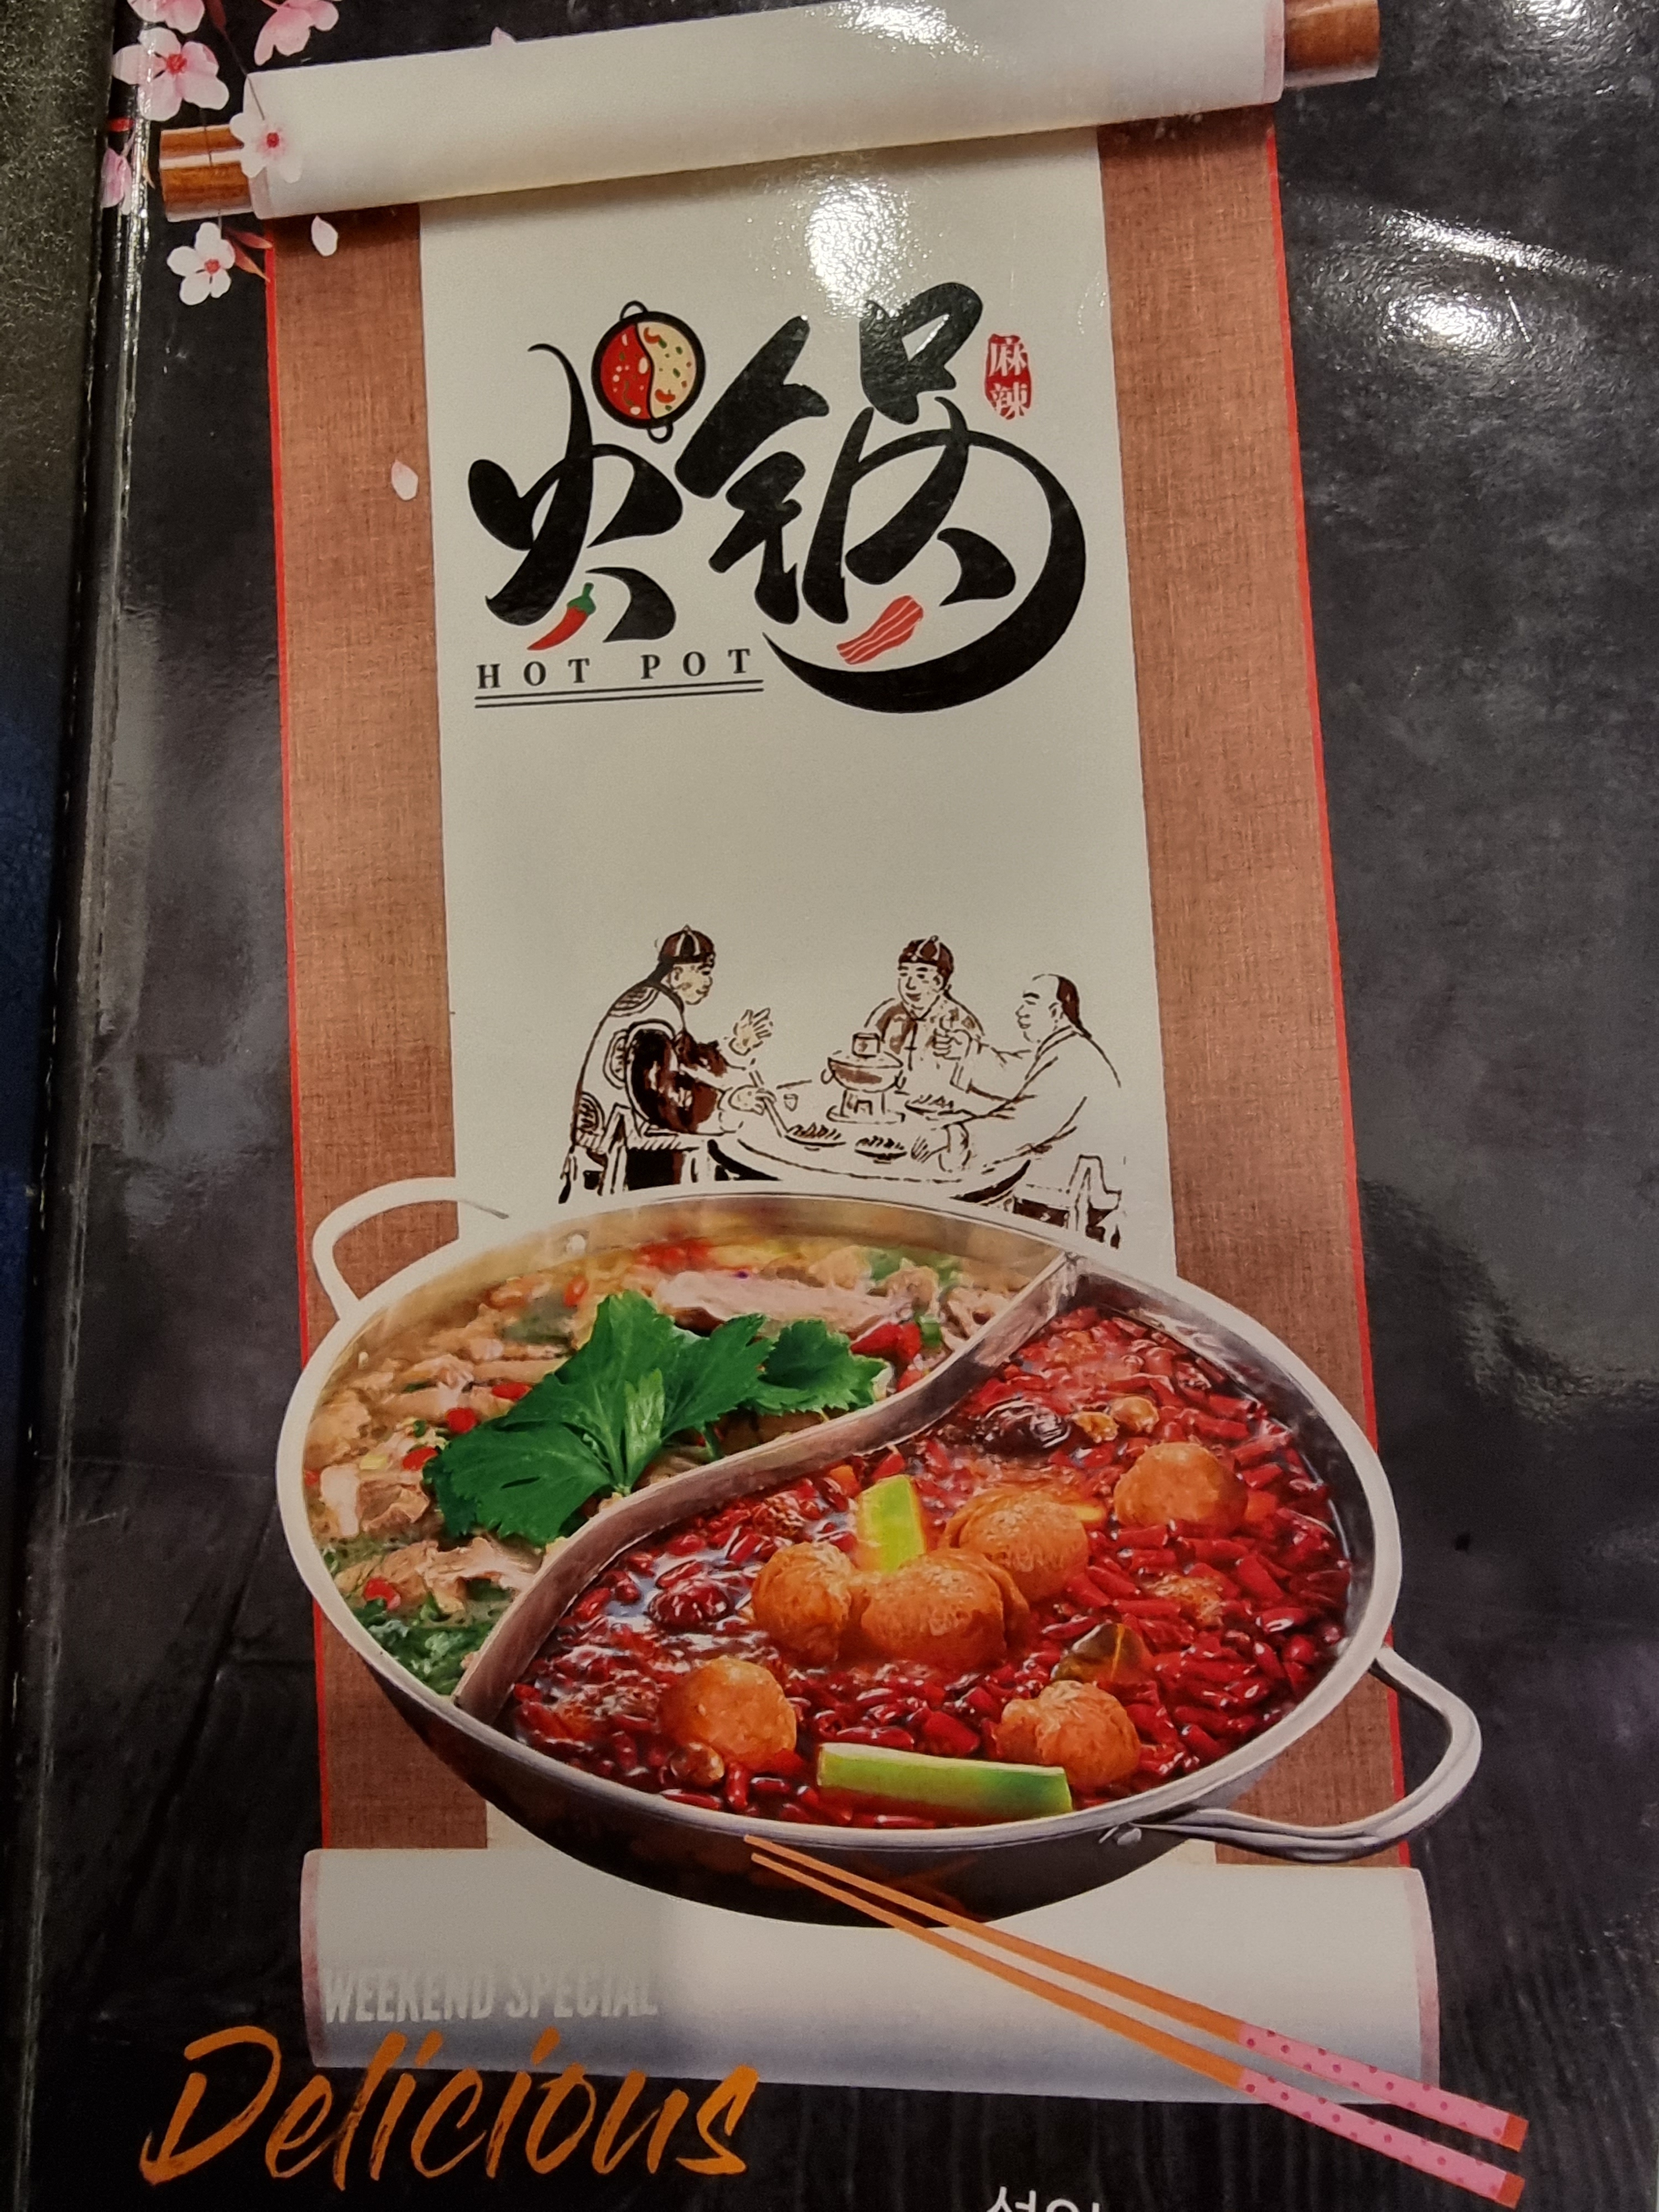 火锅
麻辣
HOT POT
WEEKEND SPECIAL
Delicious